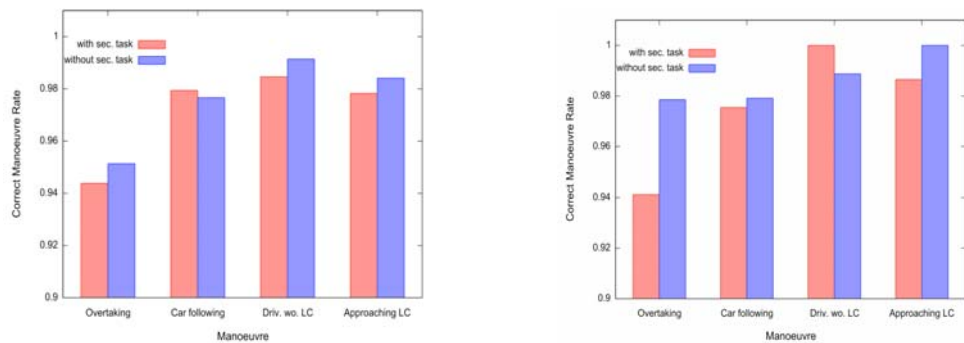 1
with sec. task
without sec. task
0.98
0.96
0.94
0.92
0.9
Correct Manoeuvre Rate
Overtaking Car following Driv. wo. LC Approaching LC
Manoeuvre
1
with sec. task
without sec. task
0.98
0.96
0.94
0.92
0.9
Correct Manoeuvre Rate
Overtaking Car following Driv. wo. LC Approaching LC
Manoeuvre